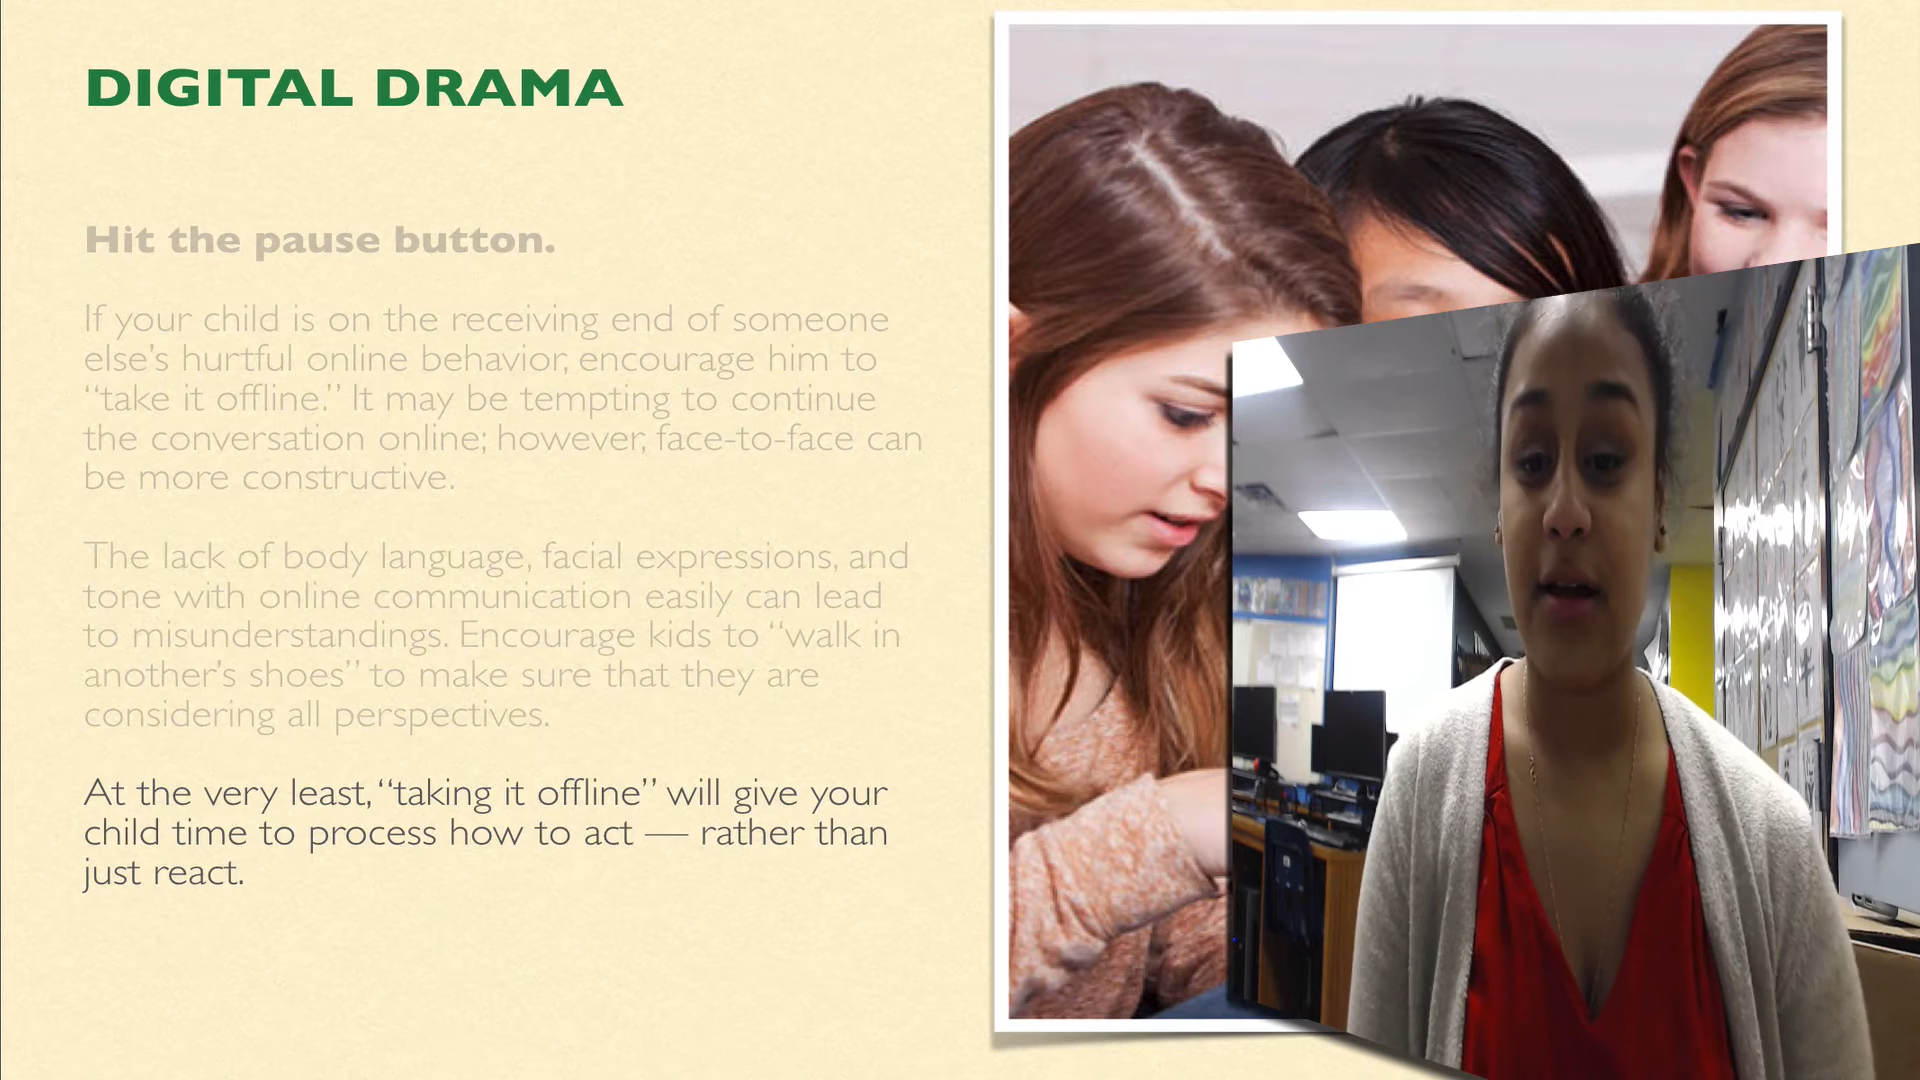 DIGITAL DRAMA
Hit the pause button.
If your child is on the receiving end of someone
else’s hurtful online behavior, encourage him to
“take it offline.” It may be tempting to continue
the conversation online; however, face-to-face can
be more constructive.
The lack of body language, facial expressions, and
tone with online communication easily can lead
to misunderstandings. Encourage kids to “walk in
another’s shoes” to make sure that they are
considering all perspectives.
At the very least, “taking it offline” will give your
child time to process how to act — rather than
just react.